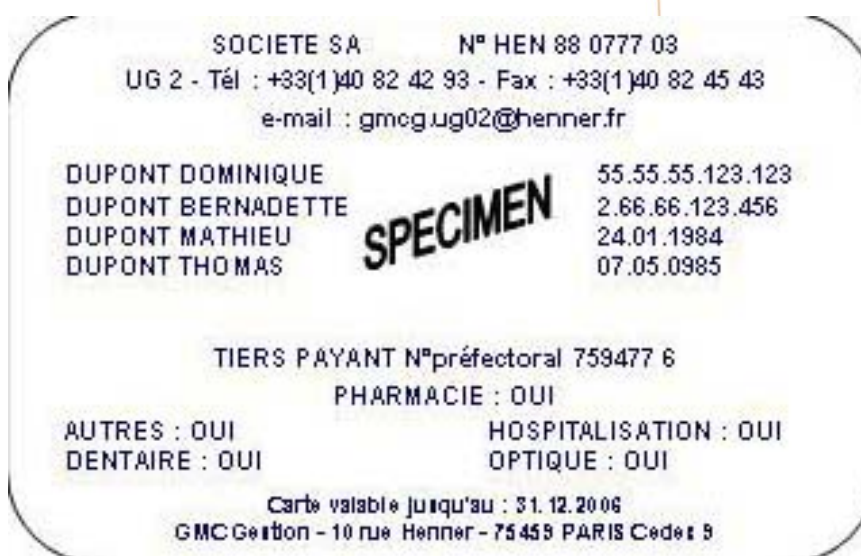 SOCIETE SA N° HEN 88 0777 03
UG 2 - Tél : +33(1)40 82 42 93 - Fax : +33(1)40 82 45 43
e-mail : gmcg.ug02@henner.fr
DUPONT DOMINIQUE 55.55.55.123.123
DUPONT BERNADETTE 2.66.66.123.456
DUPONT MATHIEU 24.01.1984
DUPONT THOMAS 07.05.0985
SPECIMEN
TIERS PAYANT N°préfectoral 759477 6
PHARMACIE : OUI
AUTRES : OUI HOSPITALISATION : OUI
DENTAIRE : OUI OPTIQUE : OUI
Carte valable jusqu'au : 31.12.2006
GMC Gestion - 10 rue Henner - 75459 PARIS Cedex 9